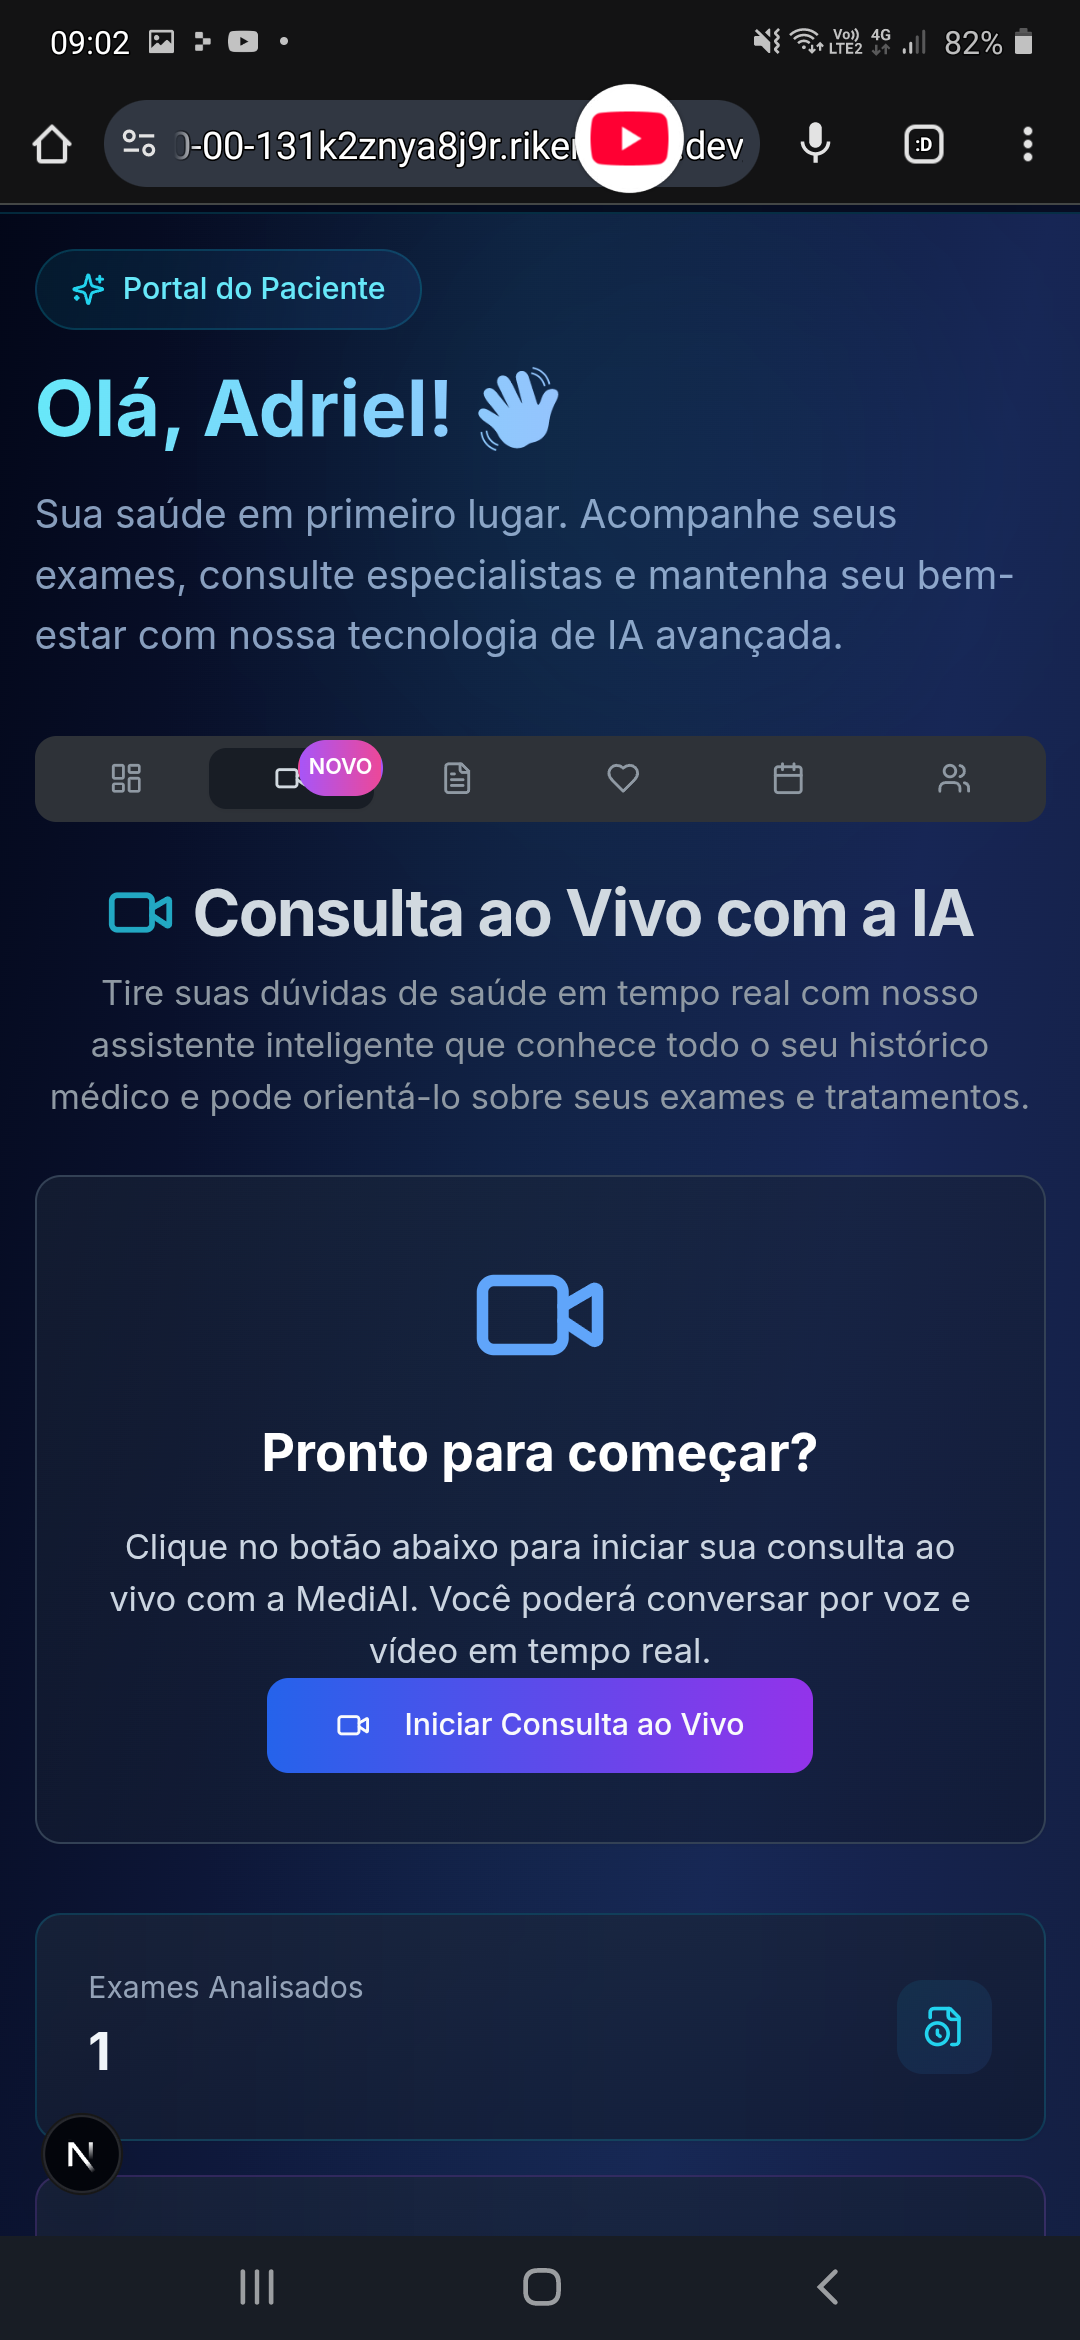 09:02
Vo)) LTE2
4G
82%
0-00-131k2znya8j9r.riker
.dev
:D
Portal do Paciente
Olá, Adriel! 👋
Sua saúde em primeiro lugar. Acompanhe seus
exames, consulte especialistas e mantenha seu bem-
estar com nossa tecnologia de IA avançada.
NOVO
Consulta ao Vivo com a IA
Tire suas dúvidas de saúde em tempo real com nosso
assistente inteligente que conhece todo o seu histórico
médico e pode orientá-lo sobre seus exames e tratamentos.
Pronto para começar?
Clique no botão abaixo para iniciar sua consulta ao
vivo com a MediAI. Você poderá conversar por voz e
vídeo em tempo real.
Iniciar Consulta ao Vivo
Exames Analisados
1
N